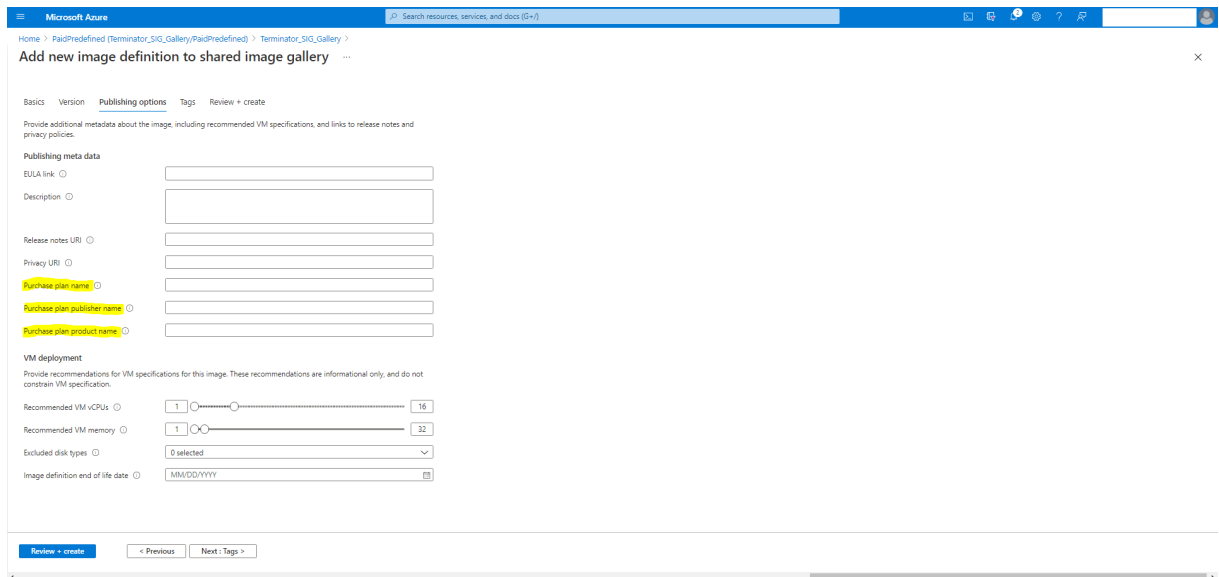 Microsoft Azure
Search resources, services, and docs (G+/)
2
Home > PaidPredefined (Terminator_SIG_Gallery/PaidPredefined) > Terminator_SIG_Gallery >
Add new image definition to shared image gallery ...
Basics Version Publishing options Tags Review + create
Provide additional metadata about the image, including recommended VM specifications, and links to release notes and
privacy policies.
Publishing meta data
EULA link
Description
Release notes URI
Privacy URI
Purchase plan name
Purchase plan publisher name
Purchase plan product name
VM deployment
Provide recommendations for VM specifications for this image. These recommendations are informational only, and do not
constrain VM specification.
Recommended VM vCPUs 1 16
Recommended VM memory 1 32
Excluded disk types 0 selected
Image definition end of life date MM/DD/YYYY
Review + create < Previous Next : Tags >